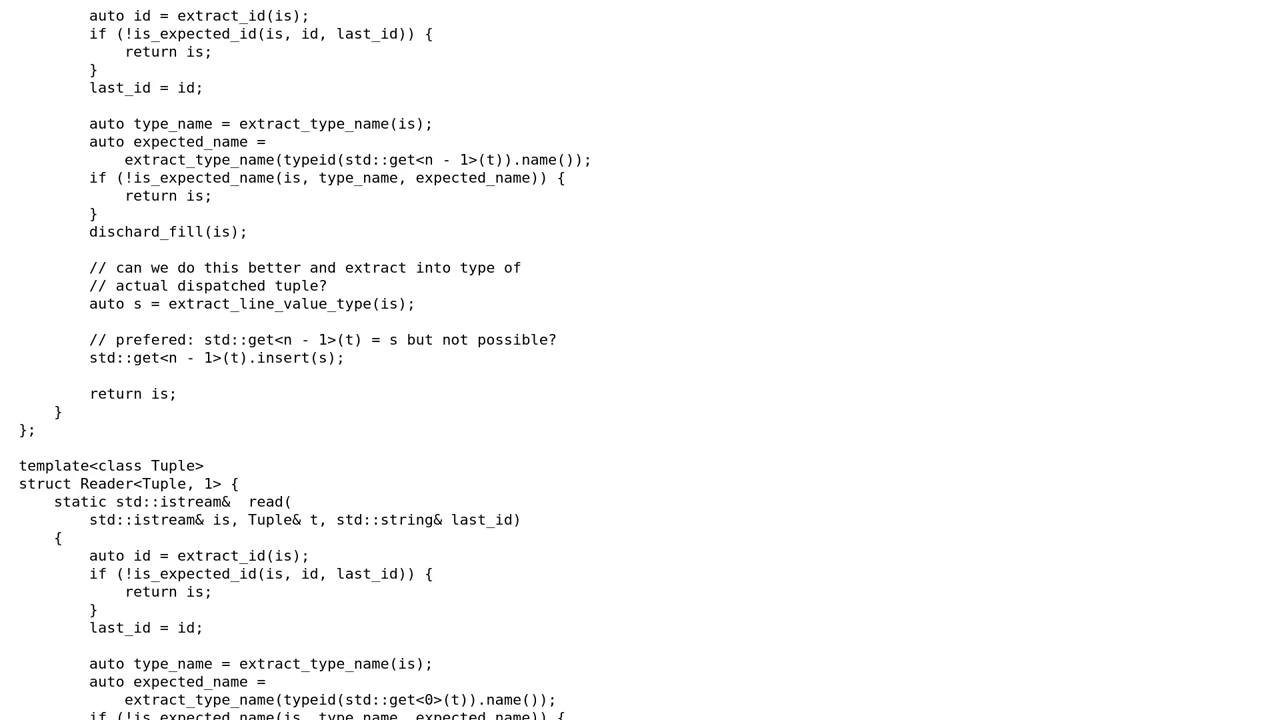 auto id = extract_id(is);
        if (!is_expected_id(is, id, last_id)) {
            return is;
        }
        last_id = id;

        auto type_name = extract_type_name(is);
        auto expected_name =
            extract_type_name(typeid(std::get<n - 1>(t)).name());
        if (!is_expected_name(is, type_name, expected_name)) {
            return is;
        }
        dischard_fill(is);

        // can we do this better and extract into type of
        // actual dispatched tuple?
        auto s = extract_line_value_type(is);

        // prefered: std::get<n - 1>(t) = s but not possible?
        std::get<n - 1>(t).insert(s);

        return is;
    }
};

template<class Tuple>
struct Reader<Tuple, 1> {
    static std::istream&  read(
        std::istream& is, Tuple& t, std::string& last_id)
    {
        auto id = extract_id(is);
        if (!is_expected_id(is, id, last_id)) {
            return is;
        }
        last_id = id;

        auto type_name = extract_type_name(is);
        auto expected_name =
            extract_type_name(typeid(std::get<0>(t)).name());
        if (!is_expected_name(is, type_name, expected_name)) {